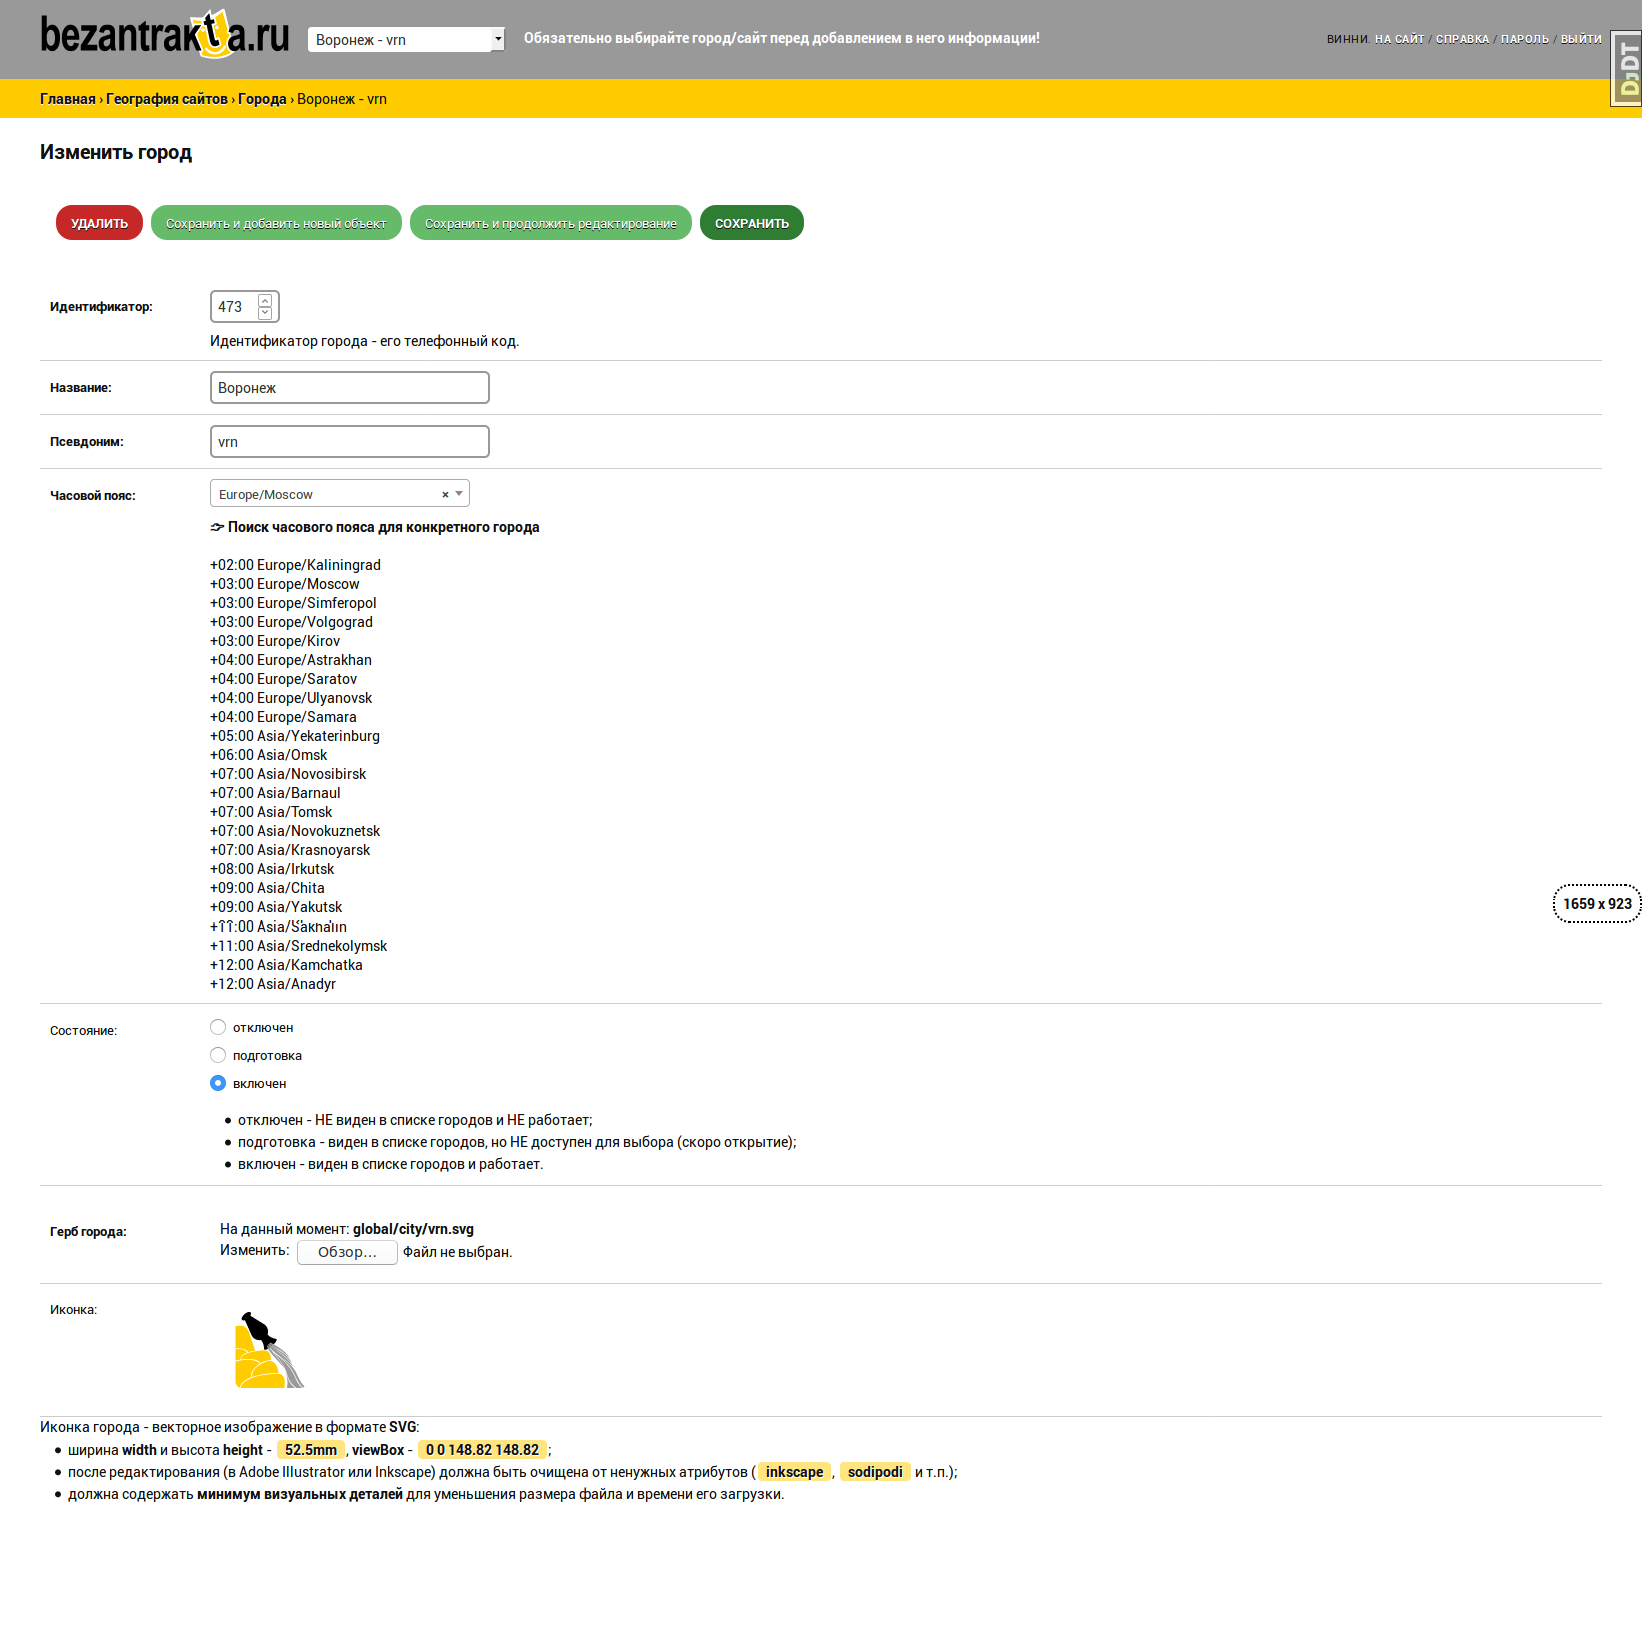 bezantrakta.ru
Воронеж - vrn
Обязательно выбирайте город/сайт перед добавлением в него информации!
ВИННИ. НА САЙТ / СПРАВКА / ПАРОЛЬ / ВЫЙТИ
DjDT
Главная › География сайтов › Города › Воронеж - vrn
Изменить город
УДАЛИТЬ
Сохранить и добавить новый объект
Сохранить и продолжить редактирование
СОХРАНИТЬ
Идентификатор: 473
Идентификатор города - его телефонный код.
Название: Воронеж
Псевдоним: vrn
Часовой пояс: Europe/Moscow ×
Поиск часового пояса для конкретного города
+02:00 Europe/Kaliningrad
+03:00 Europe/Moscow
+03:00 Europe/Simferopol
+03:00 Europe/Volgograd
+03:00 Europe/Kirov
+04:00 Europe/Astrakhan
+04:00 Europe/Saratov
+04:00 Europe/Ulyanovsk
+04:00 Europe/Samara
+05:00 Asia/Yekaterinburg
+06:00 Asia/Omsk
+07:00 Asia/Novosibirsk
+07:00 Asia/Barnaul
+07:00 Asia/Tomsk
+07:00 Asia/Novokuznetsk
+07:00 Asia/Krasnoyarsk
+08:00 Asia/Irkutsk
+09:00 Asia/Chita
+09:00 Asia/Yakutsk
1659 x 923
+11:00
+11:00 Asia/Srednekolymsk
+12:00 Asia/Kamchatka
+12:00 Asia/Anadyr
Состояние:
отключен
подготовка
включен
• отключен - НЕ виден в списке городов и НЕ работает;
• подготовка - виден в списке городов, но НЕ доступен для выбора (скоро открытие);
• включен - виден в списке городов и работает.
Герб города: На данный момент: global/city/vrn.svg
Изменить: Обзор... Файл не выбран.
Иконка:
Иконка города - векторное изображение в формате SVG:
• ширина width и высота height - 52.5mm, viewBox - 0 0 148.82 148.82;
• после редактирования (в Adobe Illustrator или Inkscape) должна быть очищена от ненужных атрибутов (inkscape, sodipodi и т.п.);
• должна содержать минимум визуальных деталей для уменьшения размера файла и времени его загрузки.